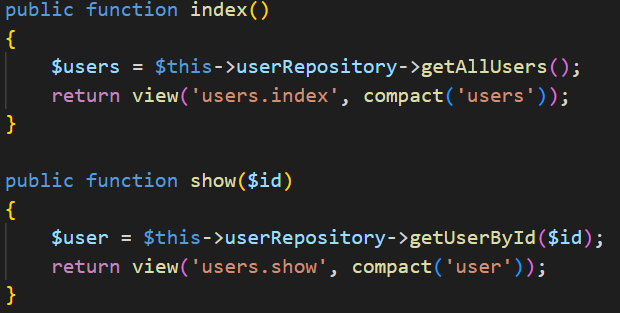 public function index()
{
    $users = $this->userRepository->getAllUsers();
    return view('users.index', compact('users'));
}

public function show($id)
{
    $user = $this->userRepository->getUserById($id);
    return view('users.show', compact('user'));
}